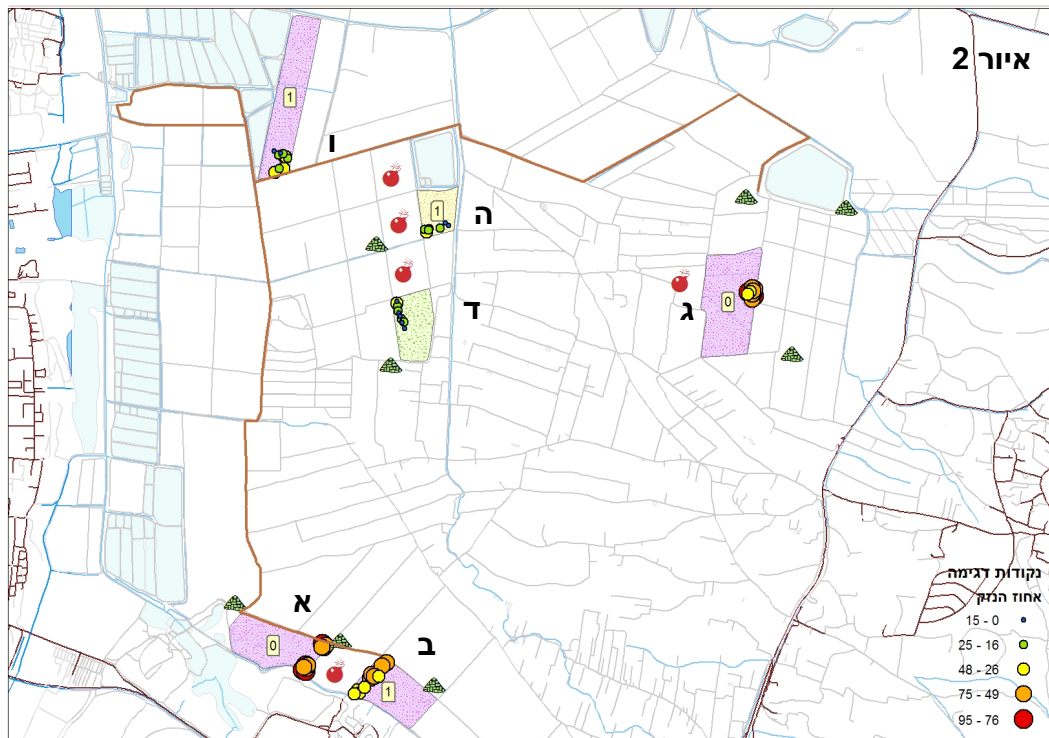 איור 2
1
ו
1
ה
ד
0
ג
א
0
ב
1
נקודות דגימה
אחוז הנזק
15 - 0
25 - 16
48 - 26
75 - 49
95 - 76